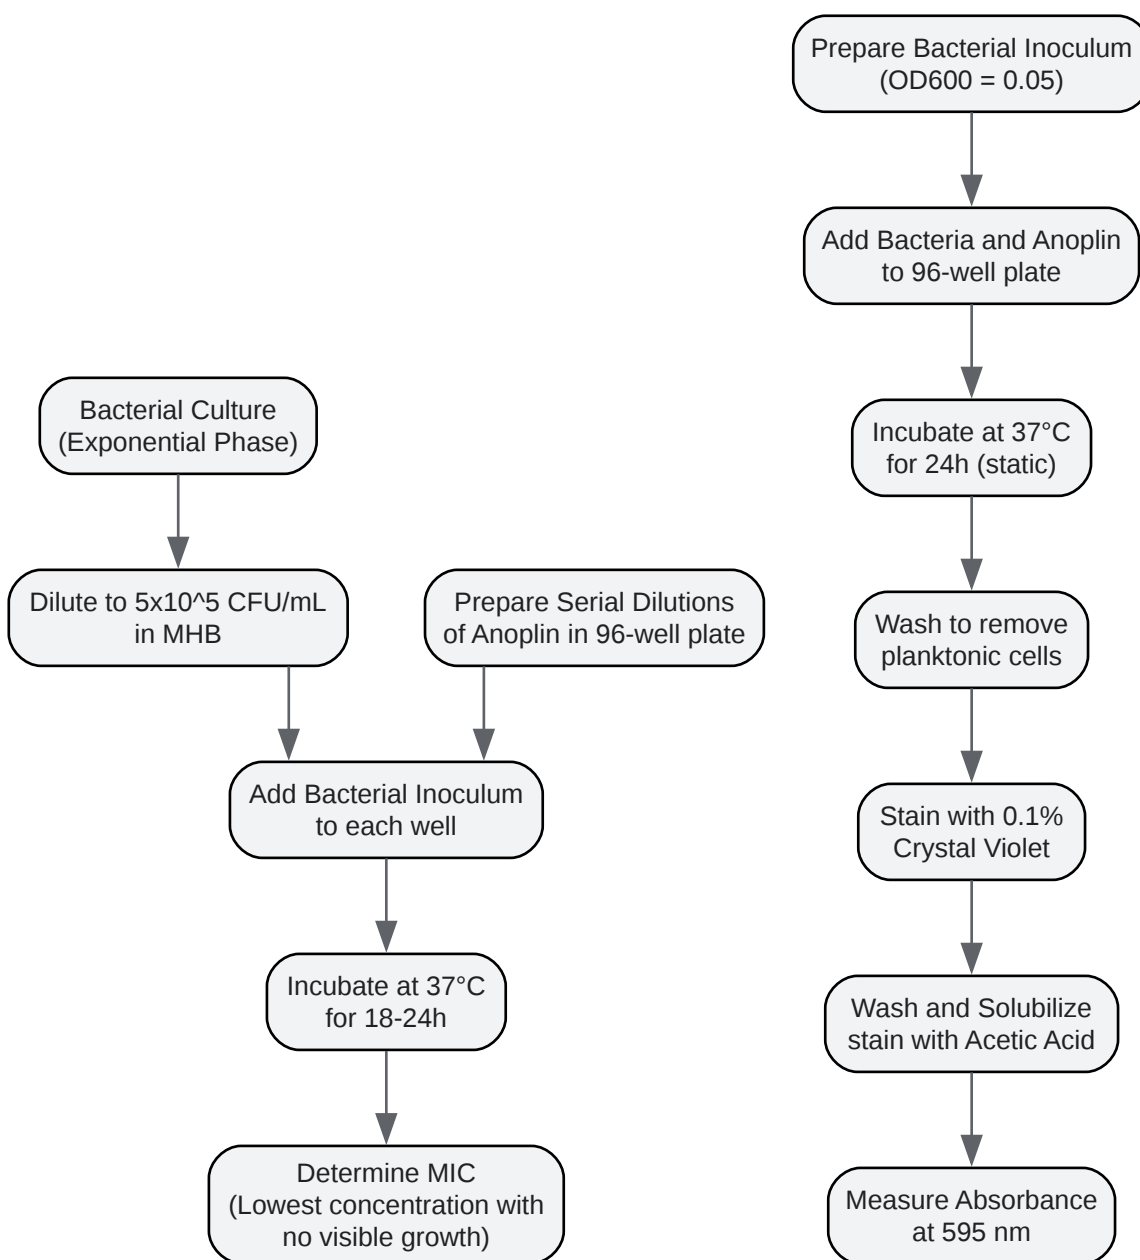 Bacterial Culture
(Exponential Phase)
Dilute to 5x10^5 CFU/mL
in MHB
Prepare Serial Dilutions
of Anoplin in 96-well plate
Add Bacterial Inoculum
to each well
Incubate at 37°C
for 18-24h
Determine MIC
(Lowest concentration with
no visible growth)
Prepare Bacterial Inoculum
(OD600 = 0.05)
Add Bacteria and Anoplin
to 96-well plate
Incubate at 37°C
for 24h (static)
Wash to remove
planktonic cells
Stain with 0.1%
Crystal Violet
Wash and Solubilize
stain with Acetic Acid
Measure Absorbance
at 595 nm